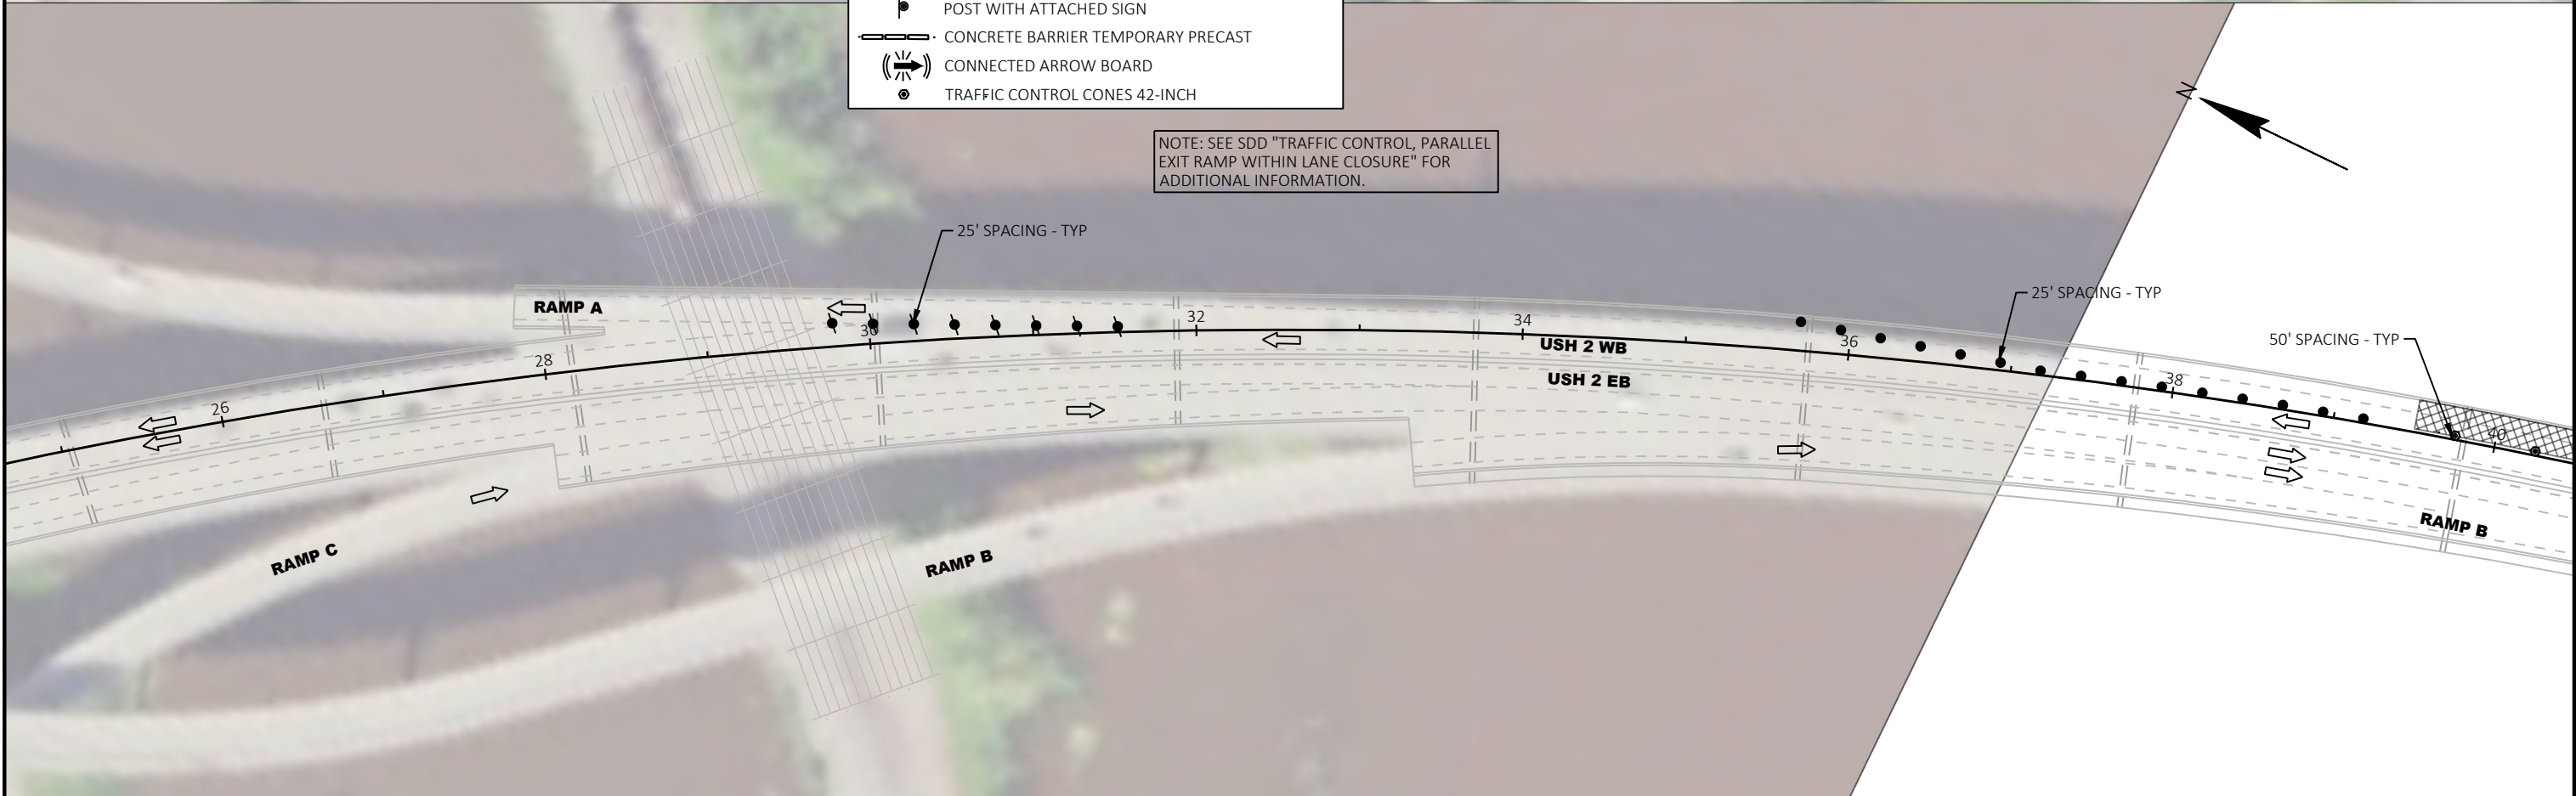 POST WITH ATTACHED SIGN
CONCRETE BARRIER TEMPORARY PRECAST
CONNECTED ARROW BOARD
TRAFFIC CONTROL CONES 42-INCH
N
NOTE: SEE SDD "TRAFFIC CONTROL, PARALLEL
EXIT RAMP WITHIN LANE CLOSURE" FOR
ADDITIONAL INFORMATION.
25' SPACING - TYP
25' SPACING - TYP
50' SPACING - TYP
RAMP A
26
28
30
32
34
36
38
40
USH 2 WB
USH 2 EB
RAMP C
RAMP B
RAMP B